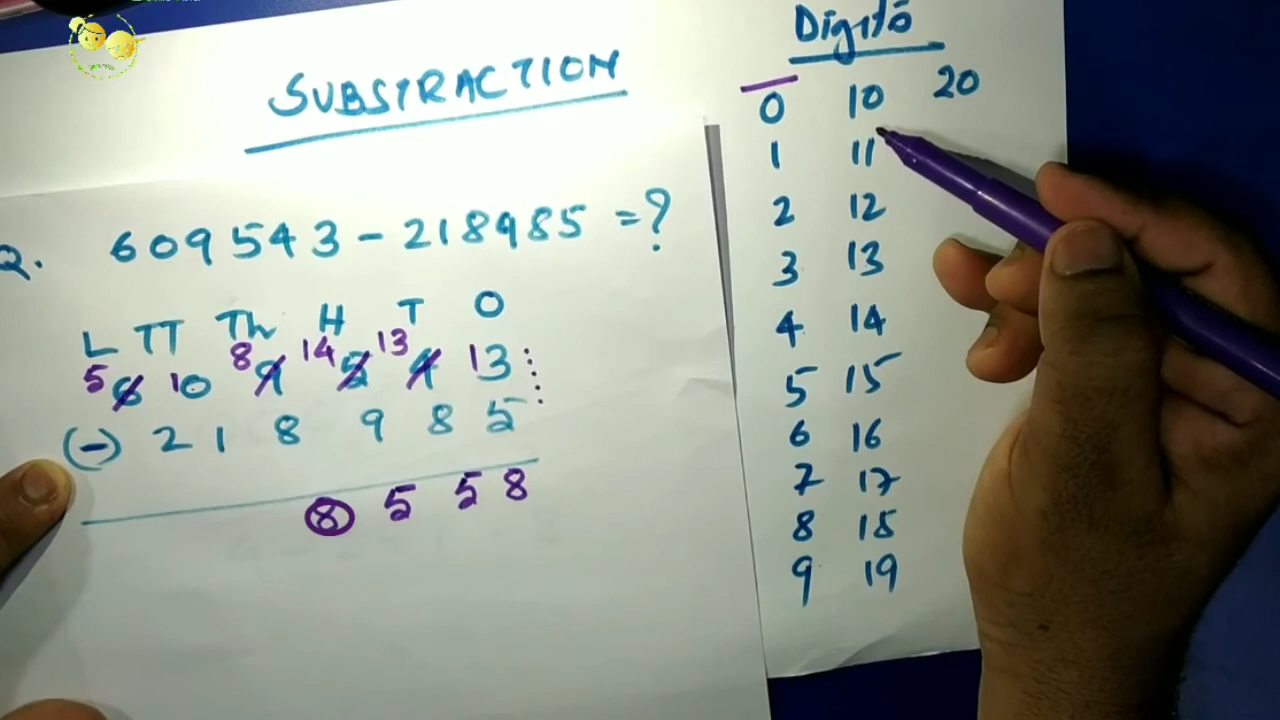 SUBSTRACTION
Q. 609543 - 218985 = ?
L TT Th H T O
5 8 14 13
6 10 9 5 4 13
(-) 2 1 8 9 8 5
8 5 5 8
Digits
0 10 20
1 11
2 12
3 13
4 14
5 15
6 16
7 17
8 18
9 19